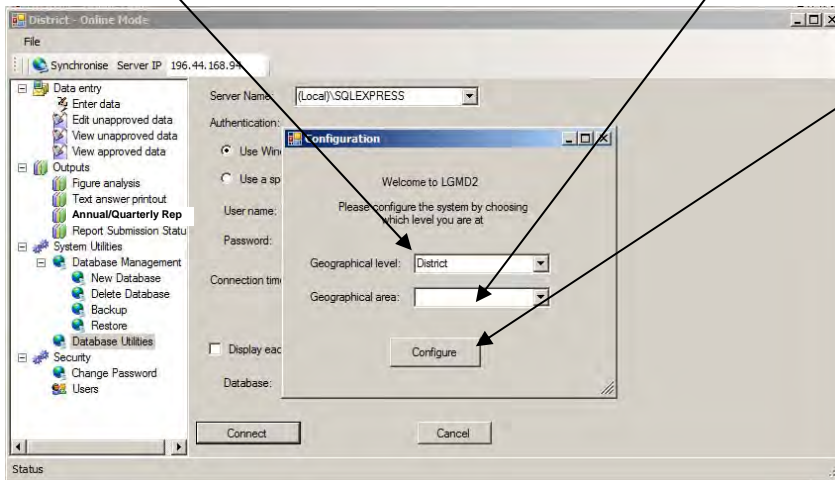 District - Online Mode
File
Synchronise Server IP 196.44.168.94
Data entry
Enter data
Edit unapproved data
View unapproved data
View approved data
Outputs
Figure analysis
Text answer printout
Annual/Quarterly Rep
Report Submission Statu
System Utilities
Database Management
New Database
Delete Database
Backup
Restore
Database Utilities
Security
Change Password
Users
Server Name: (Local)\SQLEXPRESS
Authentication:
Use Win
Use a sp
User name:
Password:
Connection tim
Display eac
Database:
Connect Cancel
Configuration
Welcome to LGMD2
Please configure the system by choosing
which level you are at
Geographical level: District
Geographical area:
Configure
Status